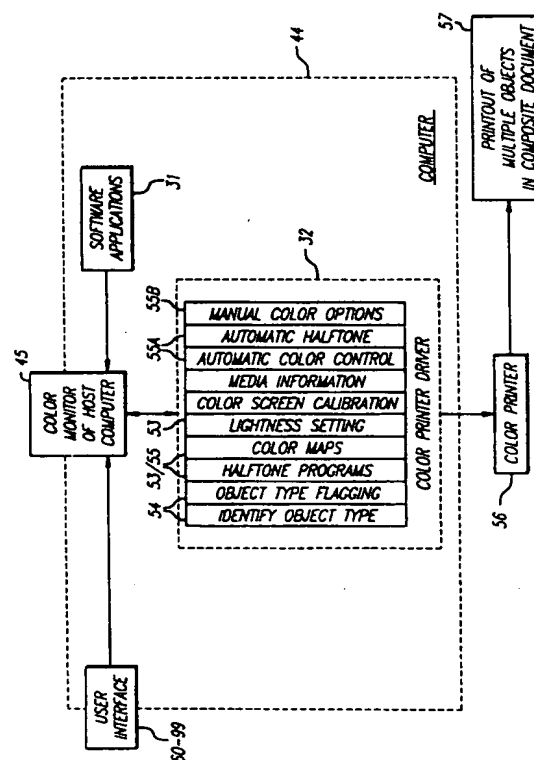 45
COLOR
MONITOR
OF HOST
COMPUTER
SOFTWARE
APPLICATIONS
31
44
USER
INTERFACE
60-99
COMPUTER
32
55B
55A
53
53/55
54
MANUAL COLOR OPTIONS
AUTOMATIC HALFTONE
AUTOMATIC COLOR CONTROL
MEDIA INFORMATION
COLOR SCREEN CALIBRATION
LIGHTNESS SETTING
COLOR MAPS
HALFTONE PROGRAMS
OBJECT TYPE FLAGGING
IDENTIFY OBJECT TYPE
COLOR PRINTER DRIVER
COLOR PRINTER
56
57
PRINTOUT OF
MULTIPLE OBJECTS
IN COMPOSITE DOCUMENT